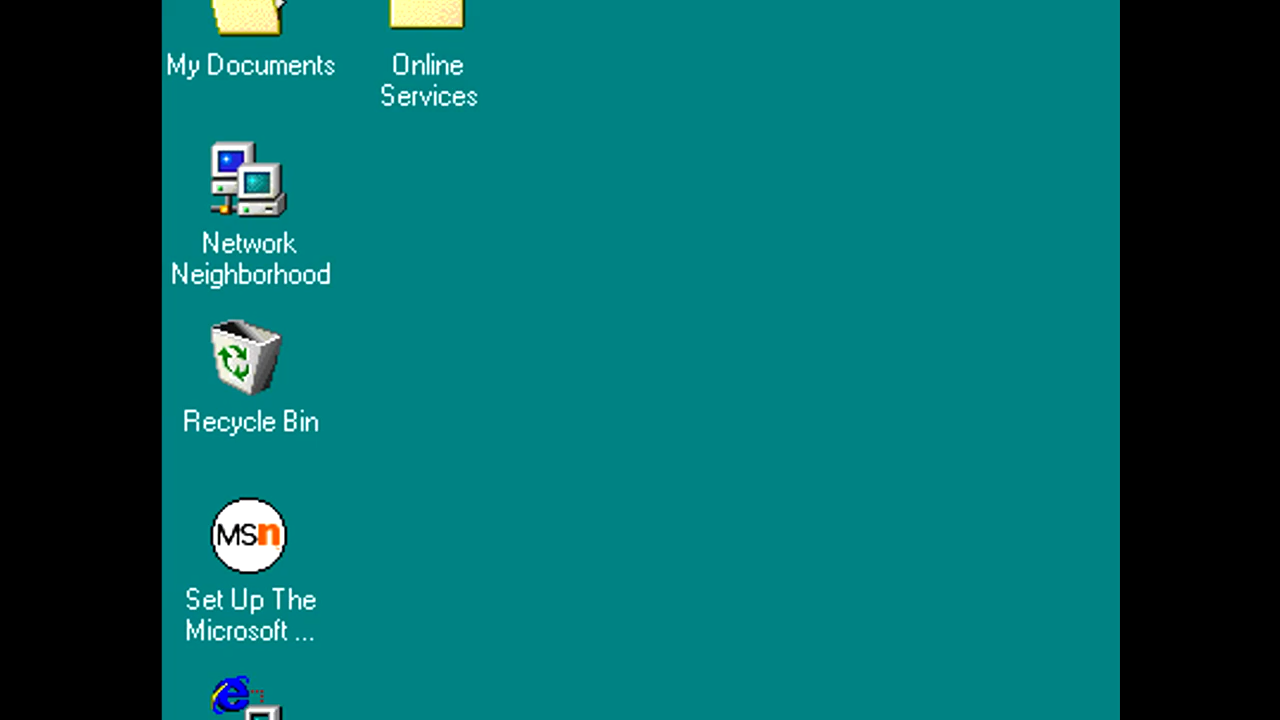 My Documents
Online
Services
Network
Neighborhood
Recycle Bin
MSn
Set Up The
Microsoft ...